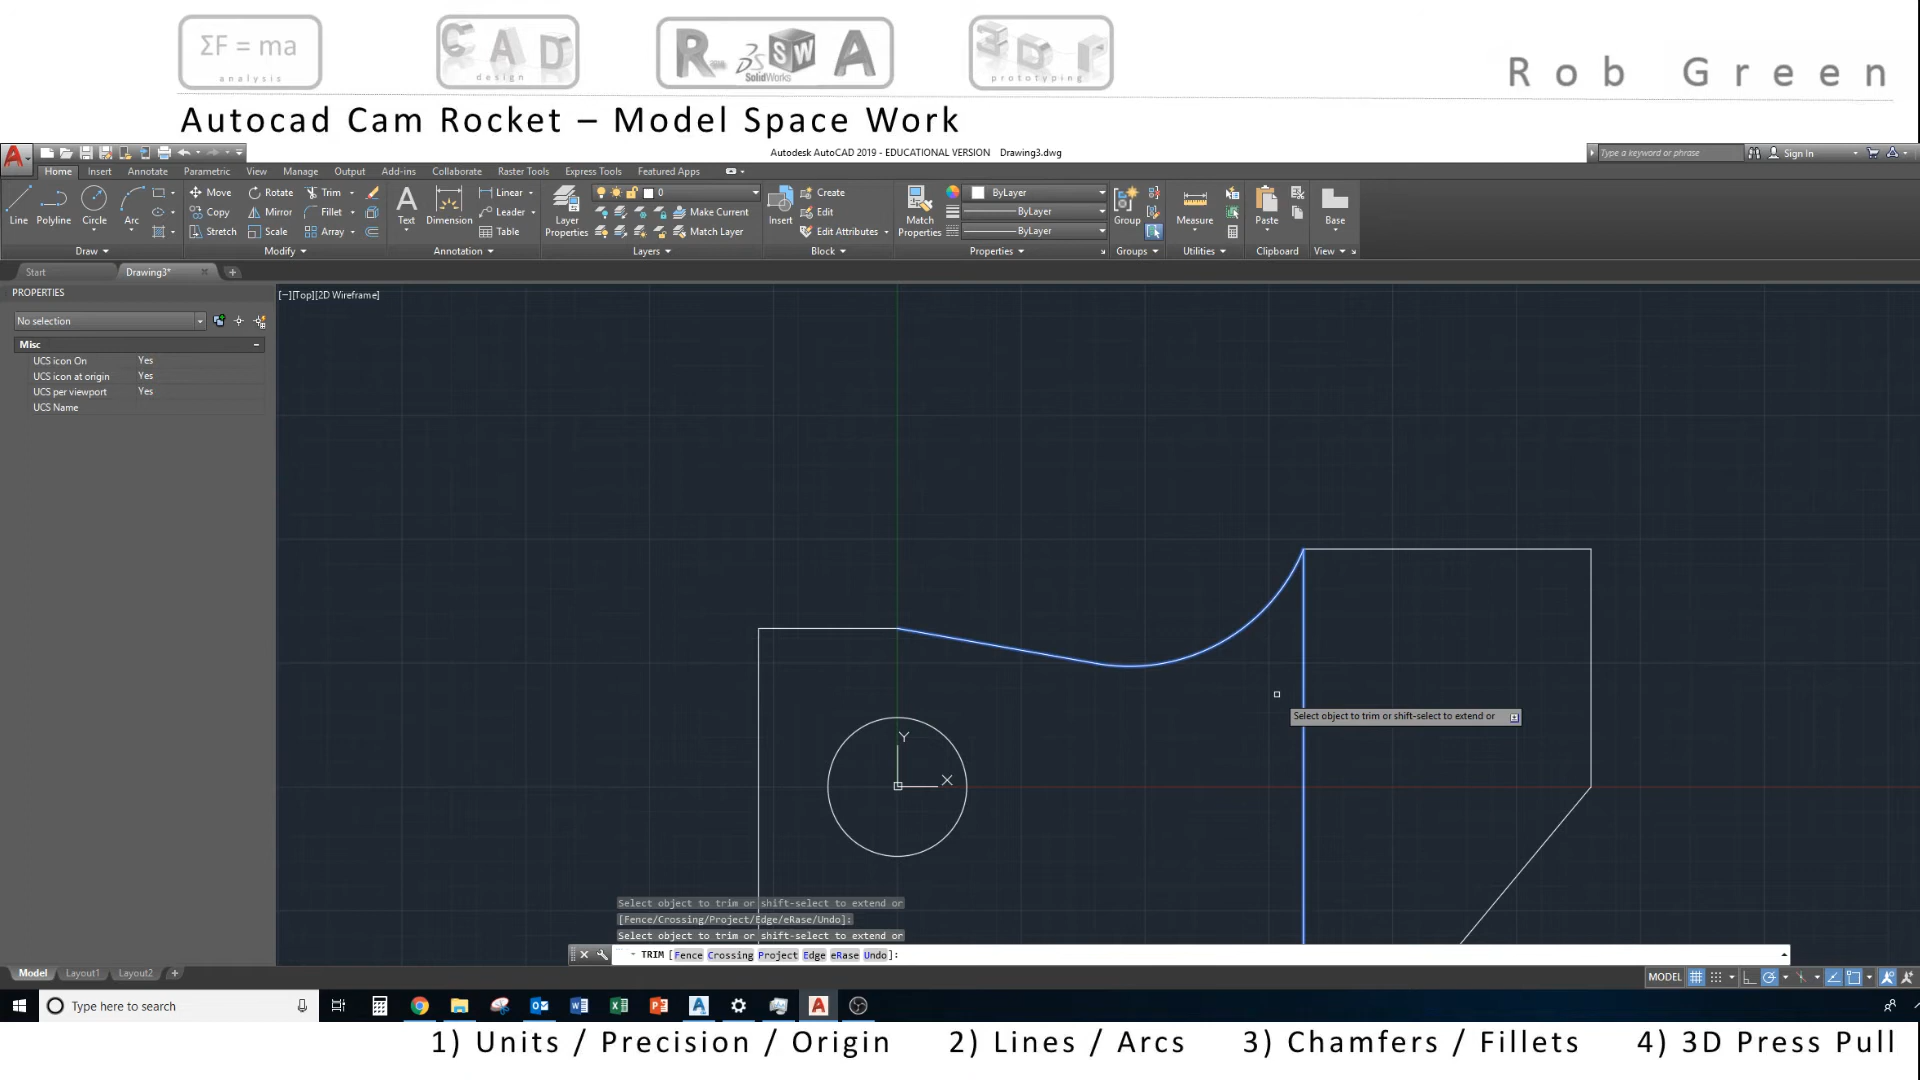 ΣF = ma
analysis
CAD
design
R SW A
SolidWorks
3DP
prototyping
Rob Green
Autocad Cam Rocket – Model Space Work
Autodesk AutoCAD 2019 - EDUCATIONAL VERSION Drawing3.dwg
Type a keyword or phrase
Sign In
Home Insert Annotate Parametric View Manage Output Add-ins Collaborate Raster Tools Express Tools Featured Apps
Move Rotate Trim Linear 0 Create ByLayer
Line Polyline Circle Arc Copy Mirror Fillet Text Dimension Leader Layer Properties Make Current Insert Edit Match Properties ByLayer Group Measure Paste Base
Stretch Scale Array Table Match Layer Edit Attributes ByLayer
Draw Modify Annotation Layers Block Properties Groups Utilities Clipboard View
Start Drawing3*
PROPERTIES
[−][Top][2D Wireframe]
No selection
Misc
UCS icon On Yes
UCS icon at origin Yes
UCS per viewport Yes
UCS Name
Select object to trim or shift-select to extend or
Y
X
Select object to trim or shift-select to extend or
[Fence/Crossing/Project/Edge/eRase/Undo]:
Select object to trim or shift-select to extend or
- TRIM [Fence Crossing Project Edge eRase Undo]:
Model Layout1 Layout2
MODEL
Type here to search
1) Units / Precision / Origin 2) Lines / Arcs 3) Chamfers / Fillets 4) 3D Press Pull